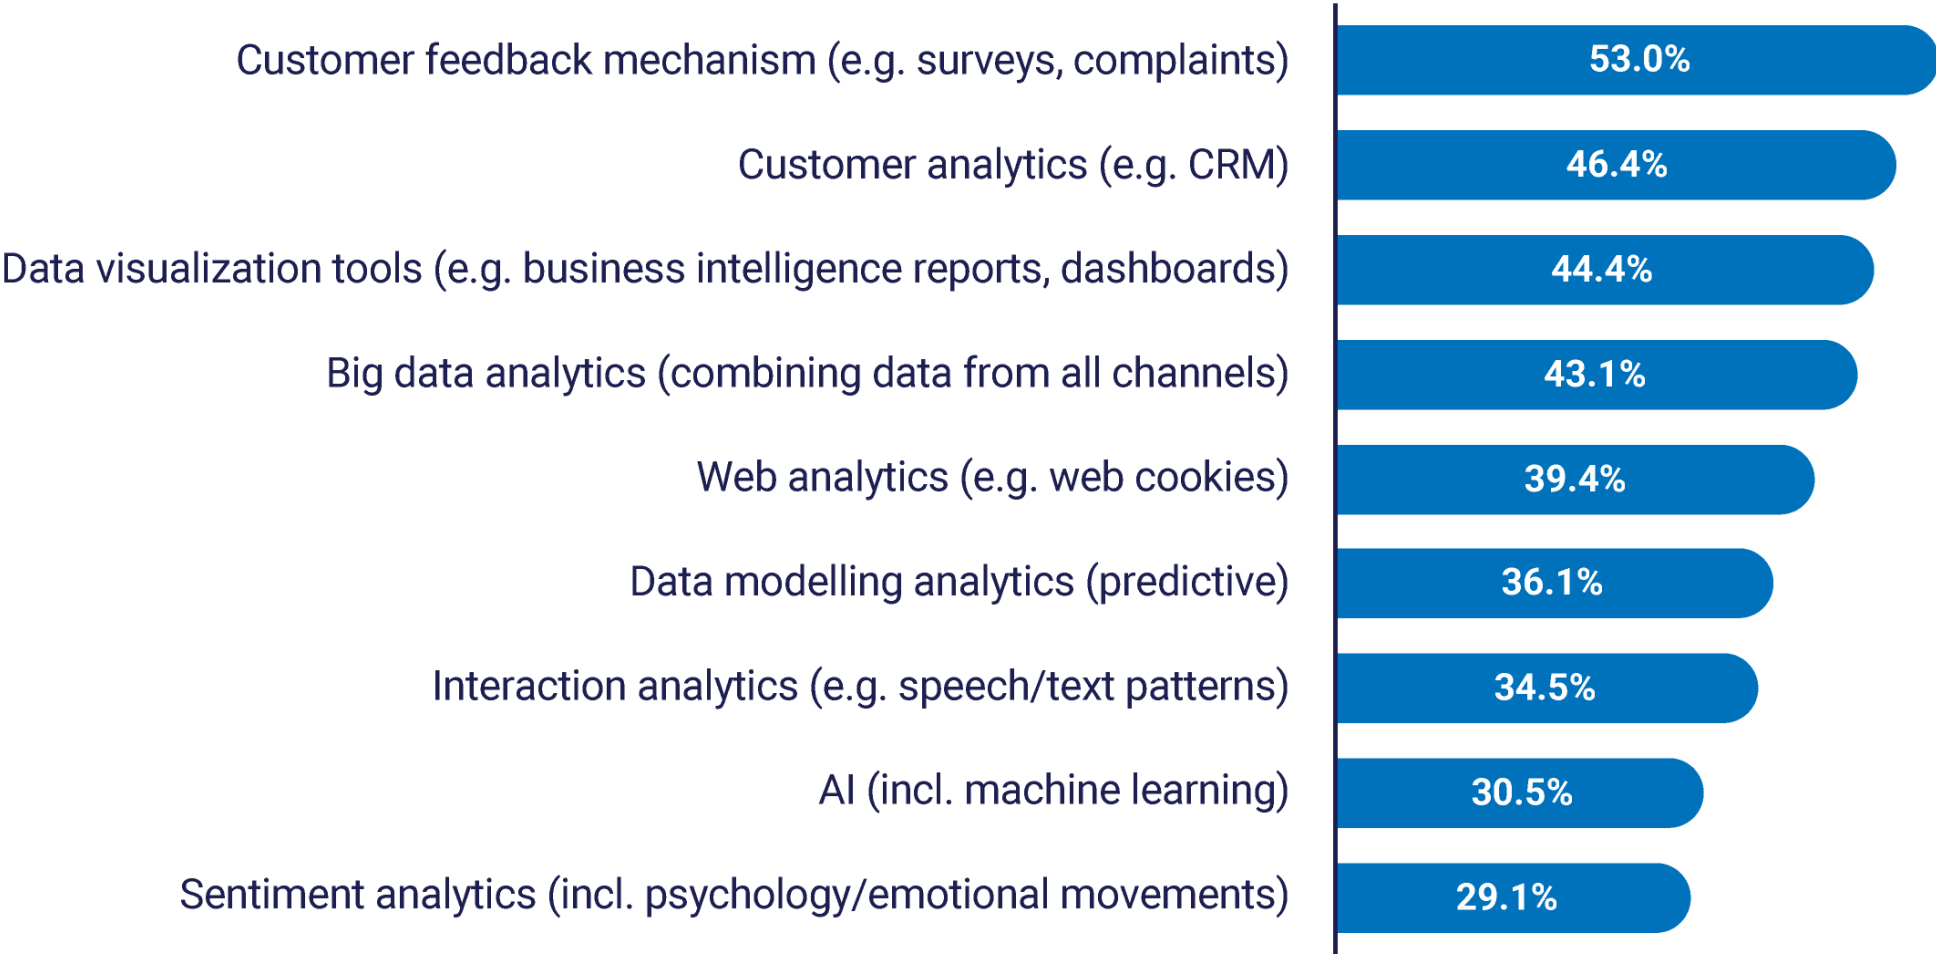 Customer feedback mechanism (e.g. surveys, complaints) 53.0%
Customer analytics (e.g. CRM) 46.4%
Data visualization tools (e.g. business intelligence reports, dashboards) 44.4%
Big data analytics (combining data from all channels) 43.1%
Web analytics (e.g. web cookies) 39.4%
Data modelling analytics (predictive) 36.1%
Interaction analytics (e.g. speech/text patterns) 34.5%
AI (incl. machine learning) 30.5%
Sentiment analytics (incl. psychology/emotional movements) 29.1%